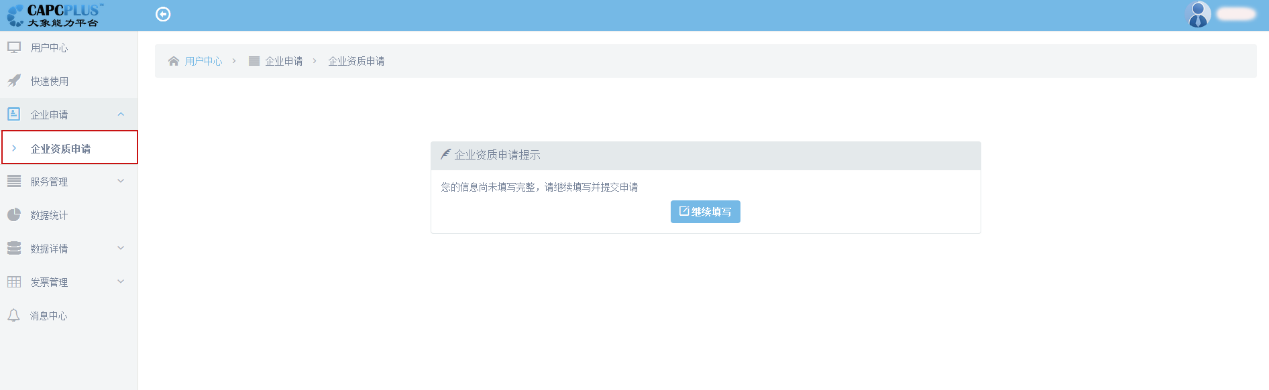 CAPCPLUS™
大象能力平台
用户中心
快速使用
企业申请
企业资质申请
服务管理
数据统计
数据详情
发票管理
消息中心
用户中心 > 企业申请 > 企业资质申请
企业资质申请提示
您的信息尚未填写完整，请继续填写并提交申请
继续填写